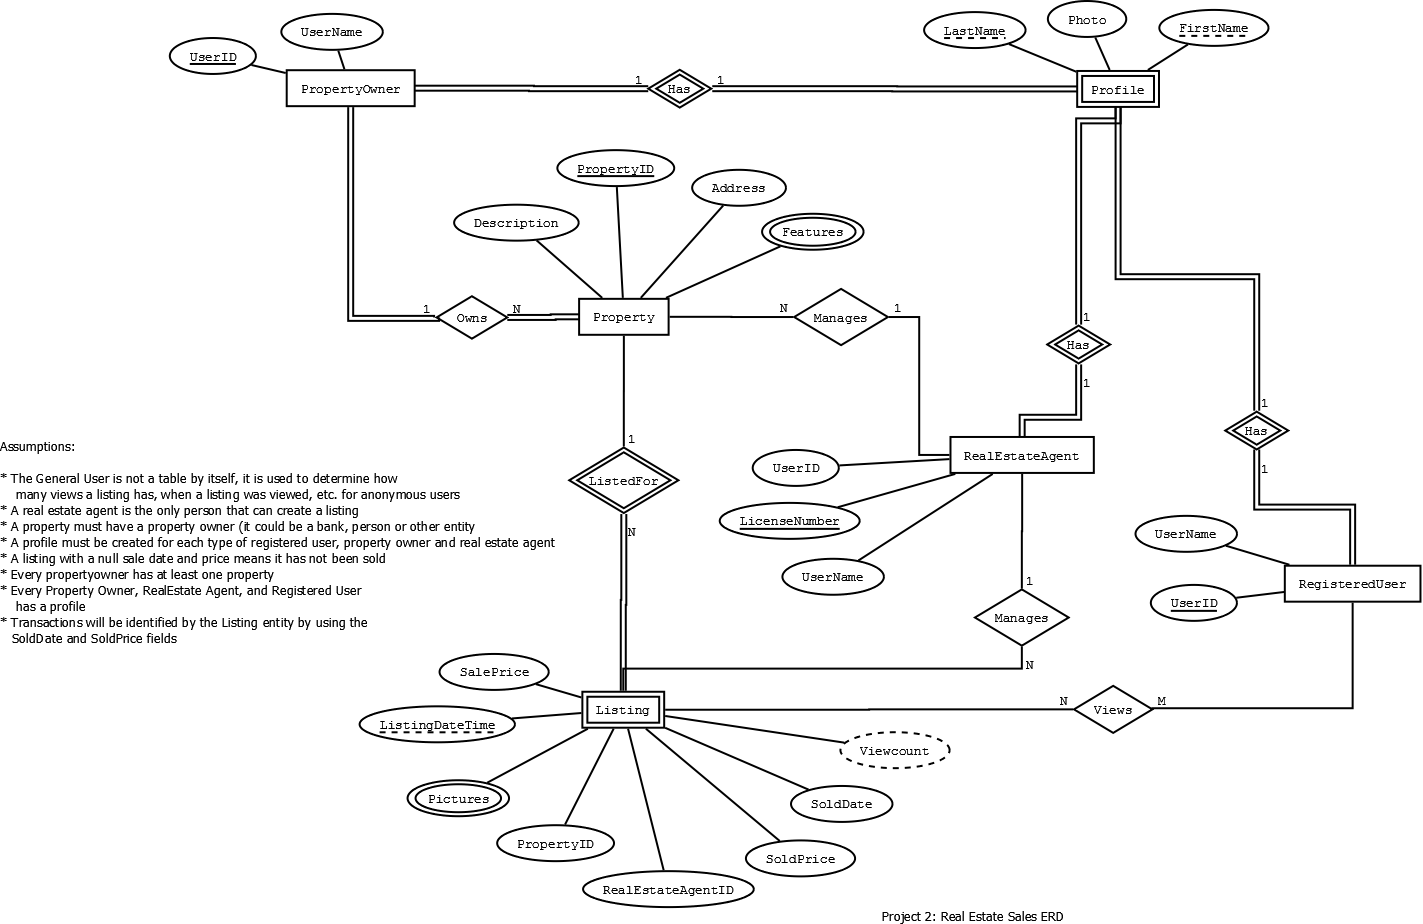 LastName
Photo
FirstName
UserName
UserID
PropertyOwner
1
Has
1
Profile
PropertyID
Address
Description
Features
1
Owns
N
Property
N
Manages
1
1
Has
1
1
Has
1
1
ListedFor
N
RealEstateAgent
UserID
LicenseNumber
UserName
Assumptions:
* The General User is not a table by itself, it is used to determine how
many views a listing has, when a listing was viewed, etc. for anonymous users
* A real estate agent is the only person that can create a listing
* A property must have a property owner (it could be a bank, person or other entity
* A profile must be created for each type of registered user, property owner and real estate agent
* A listing with a null sale date and price means it has not been sold
* Every propertyowner has at least one property
* Every Property Owner, RealEstate Agent, and Registered User
has a profile
* Transactions will be identified by the Listing entity by using the
SoldDate and SoldPrice fields
UserName
RegisteredUser
UserID
1
Manages
N
SalePrice
Listing
N
Views
M
ListingDateTime
Viewcount
Pictures
SoldDate
PropertyID
SoldPrice
RealEstateAgentID
Project 2: Real Estate Sales ERD